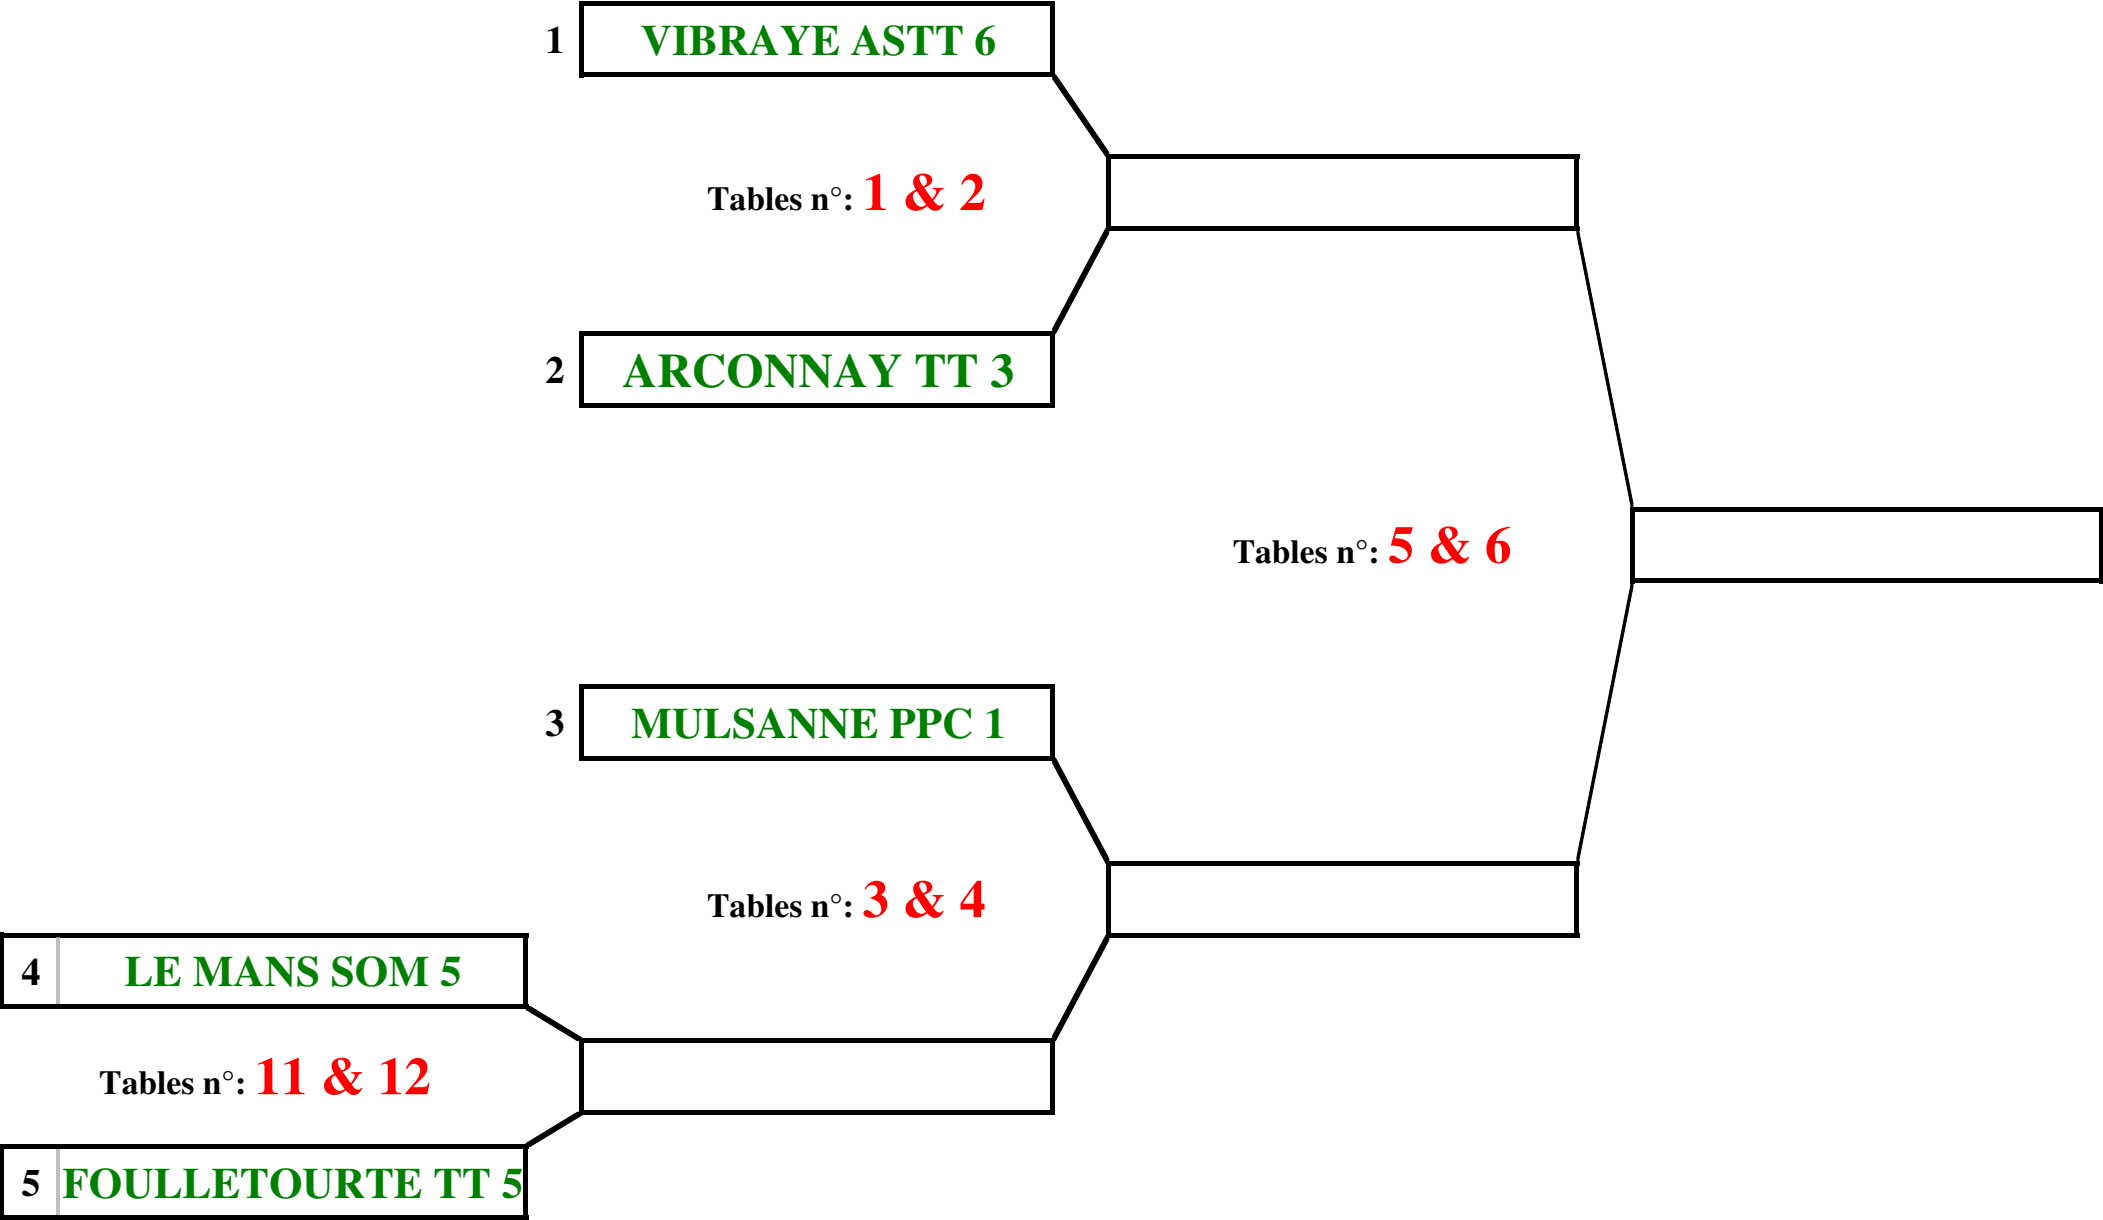 1 VIBRAYE ASTT 6
Tables n°: 1 & 2
2 ARCONNAY TT 3
Tables n°: 5 & 6
3 MULSANNE PPC 1
Tables n°: 3 & 4
4 LE MANS SOM 5
Tables n°: 11 & 12
5 FOULLETOURTE TT 5